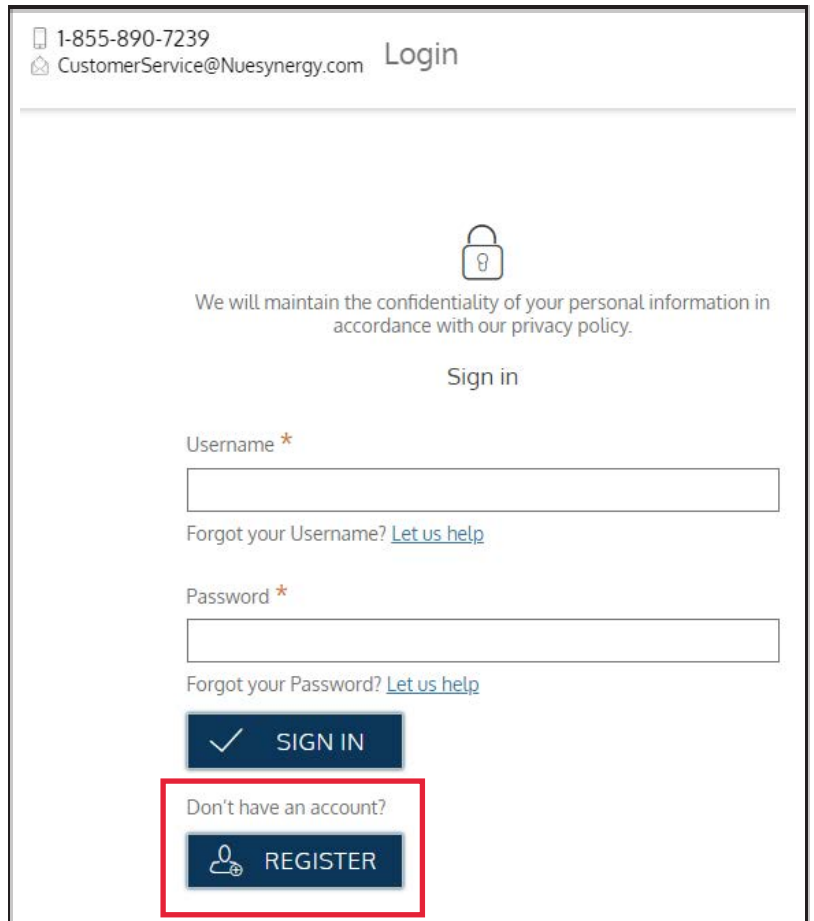 1-855-890-7239
CustomerService@Nuesynergy.com
Login
We will maintain the confidentiality of your personal information in
accordance with our privacy policy.
Sign in
Username *
Forgot your Username? Let us help
Password *
Forgot your Password? Let us help
SIGN IN
Don't have an account?
REGISTER